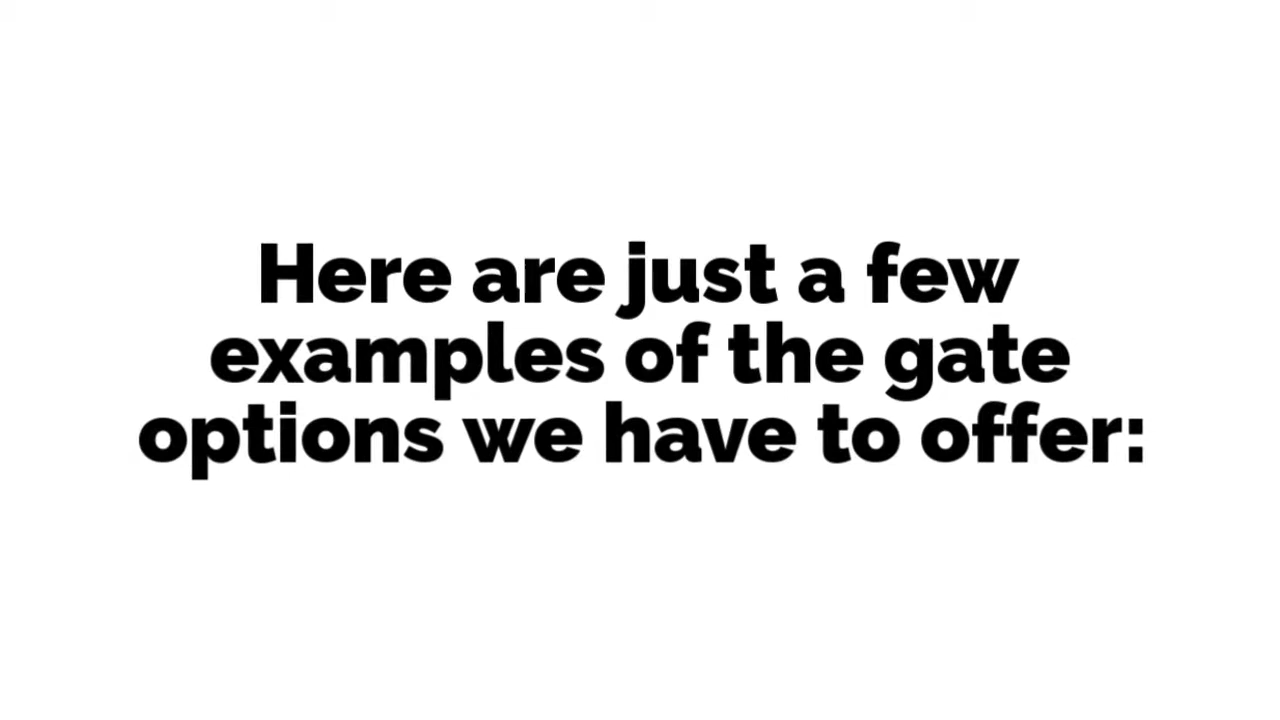 Here are just a few
examples of the gate
options we have to offer: